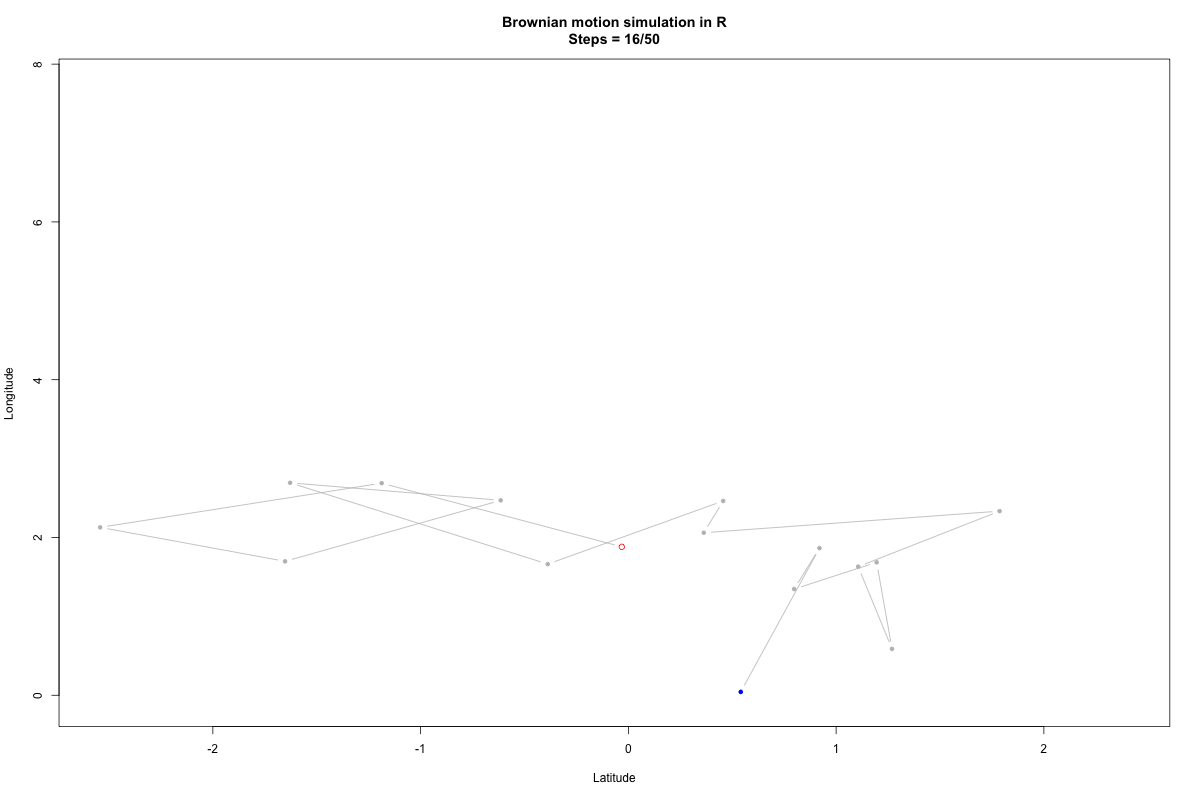 Brownian motion simulation in R
Steps = 16/50
8
6
4
2
0
Longitude
-2
-1
0
1
2
Latitude